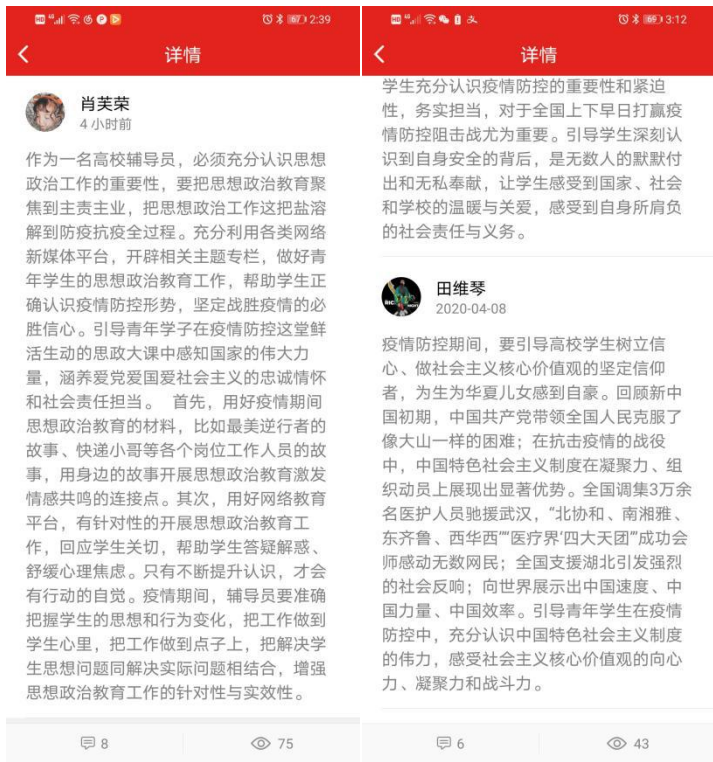 2:39
详情
肖芙荣
4小时前
作为一名高校辅导员，必须充分认识思想
政治工作的重要性，要把思想政治教育聚
焦到主责主业，把思想政治工作这把盐溶
解到防疫抗疫全过程。充分利用各类网络
新媒体平台，开辟相关主题专栏，做好青
年学生的思想政治教育工作，帮助学生正
确认识疫情防控形势，坚定战胜疫情的必
胜信心。引导青年学子在疫情防控这堂鲜
活生动的思政大课中感知国家的伟大力
量，涵养爱党爱国爱社会主义的忠诚情怀
和社会责任担当。 首先，用好疫情期间
思想政治教育的材料，比如最美逆行者的
故事、快递小哥等各个岗位工作人员的故
事，用身边的故事开展思想政治教育激发
情感共鸣的连接点。其次，用好网络教育
平台，有针对性的开展思想政治教育工
作，回应学生关切，帮助学生答疑解惑、
舒缓心理焦虑。只有不断提升认识，才会
有行动的自觉。疫情期间，辅导员要准确
把握学生的思想和行为变化，把工作做到
学生心里，把工作做到点子上，把解决学
生思想问题同解决实际问题相结合，增强
思想政治教育工作的针对性与实效性。
8
75
3:12
详情
学生充分认识疫情防控的重要性和紧迫
性，务实担当，对于全国上下早日打赢疫
情防控阻击战尤为重要。引导学生深刻认
识到自身安全的背后，是无数人的默默付
出和无私奉献，让学生感受到国家、社会
和学校的温暖与关爱，感受到自身所肩负
的社会责任与义务。
田维琴
2020-04-08
疫情防控期间，要引导高校学生树立信
心、做社会主义核心价值观的坚定信仰
者，为生为华夏儿女感到自豪。回顾新中
国初期，中国共产党带领全国人民克服了
像大山一样的困难；在抗击疫情的战役
中，中国特色社会主义制度在凝聚力、组
织动员上展现出显著优势。全国调集3万余
名医护人员驰援武汉，“北协和、南湘雅、
东齐鲁、西华西”“医疗界‘四大天团”成功会
师感动无数网民；全国支援湖北引发强烈
的社会反响；向世界展示出中国速度、中
国力量、中国效率。引导青年学生在疫情
防控中，充分认识中国特色社会主义制度
的伟力，感受社会主义核心价值观的向心
力、凝聚力和战斗力。
6
43